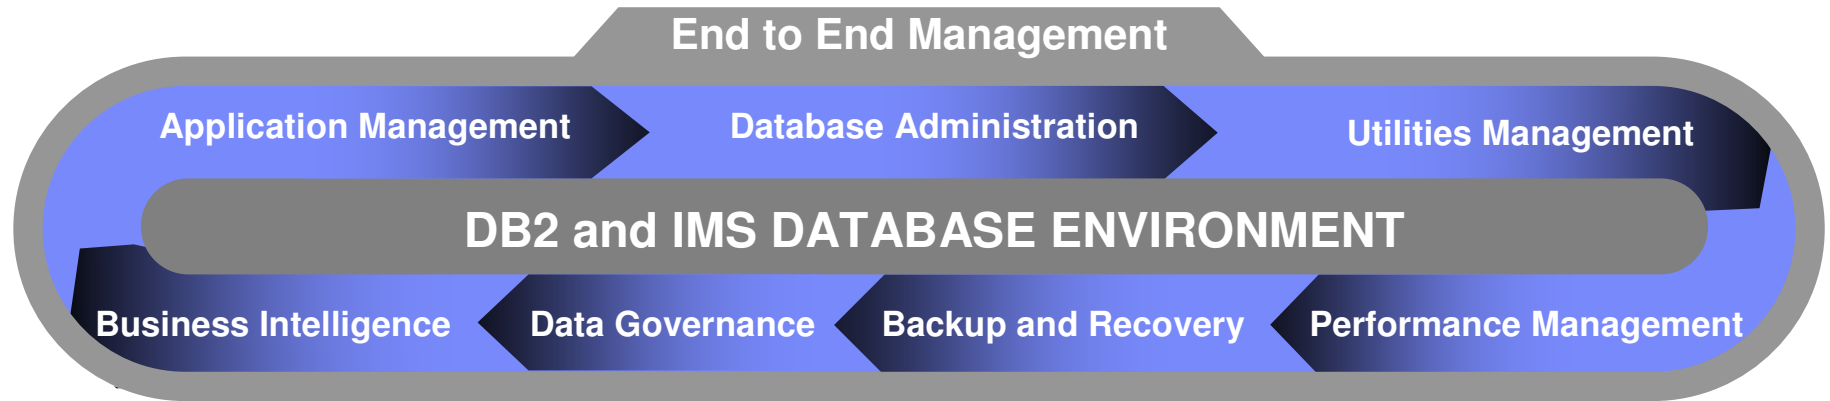 End to End Management
Application Management
Database Administration
Utilities Management
DB2 and IMS DATABASE ENVIRONMENT
Business Intelligence
Data Governance
Backup and Recovery
Performance Management